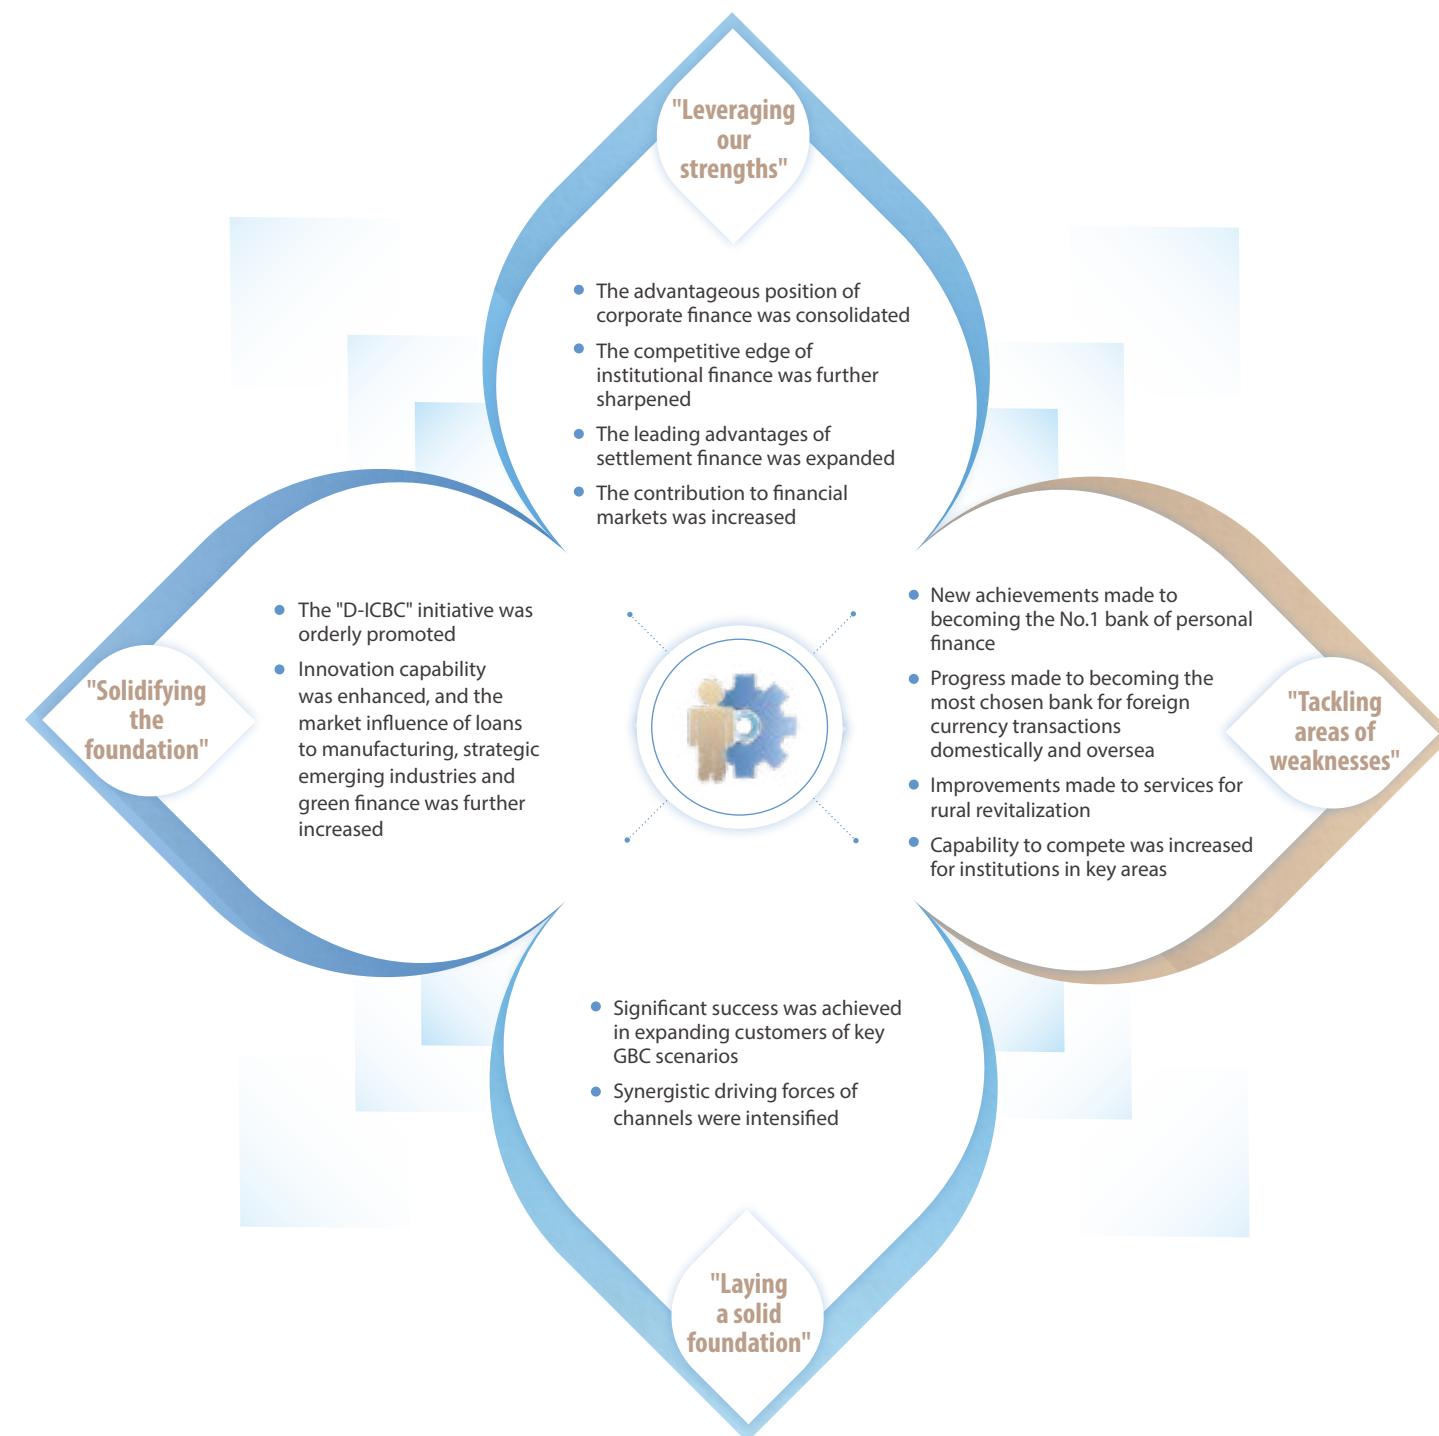 "Leveraging
our
strengths"
The advantageous position of
corporate finance was consolidated
The competitive edge of
institutional finance was further
sharpened
The leading advantages of
settlement finance was expanded
The contribution to financial
markets was increased
"Solidifying
the
foundation"
The "D-ICBC" initiative was
orderly promoted
Innovation capability
was enhanced, and the
market influence of loans
to manufacturing, strategic
emerging industries and
green finance was further
increased
New achievements made to
becoming the No.1 bank of personal
finance
Progress made to becoming the
most chosen bank for foreign
currency transactions
domestically and oversea
Improvements made to services for
rural revitalization
Capability to compete was increased
for institutions in key areas
"Tackling
areas of
weaknesses"
Significant success was achieved
in expanding customers of key
GBC scenarios
Synergistic driving forces of
channels were intensified
"Laying
a solid
foundation"